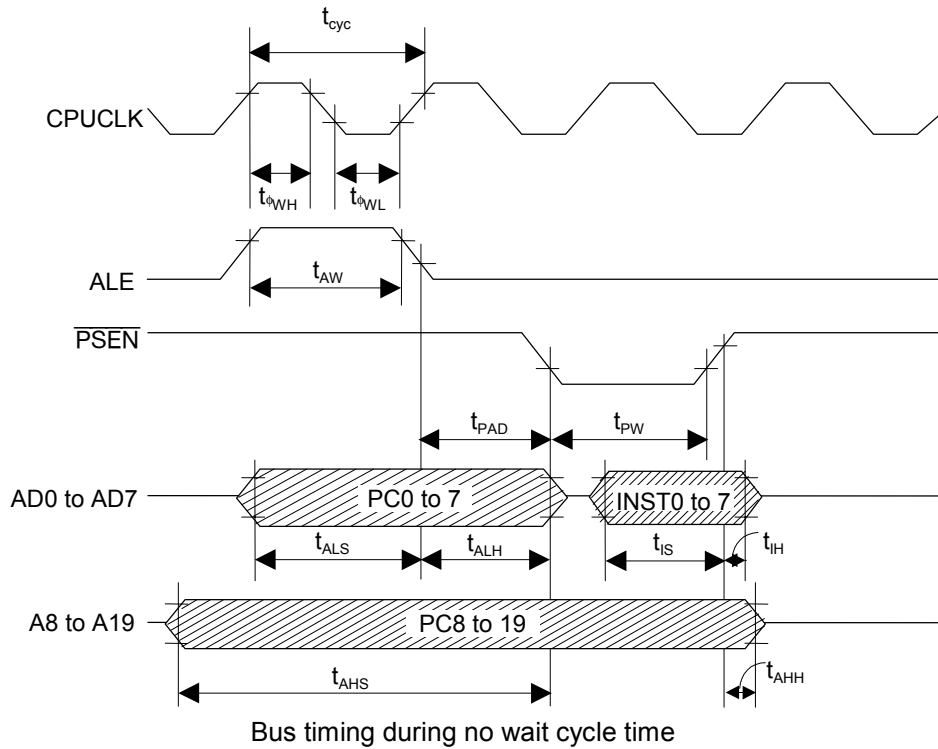 tcyc
CPUCLK
tϕWH tϕWL
ALE
tAW
PSEN
tPAD tPW
AD0 to AD7 PC0 to 7 INST0 to 7
tALS tALH tIS tIH
A8 to A19 PC8 to 19
tAHS tAHH
Bus timing during no wait cycle time